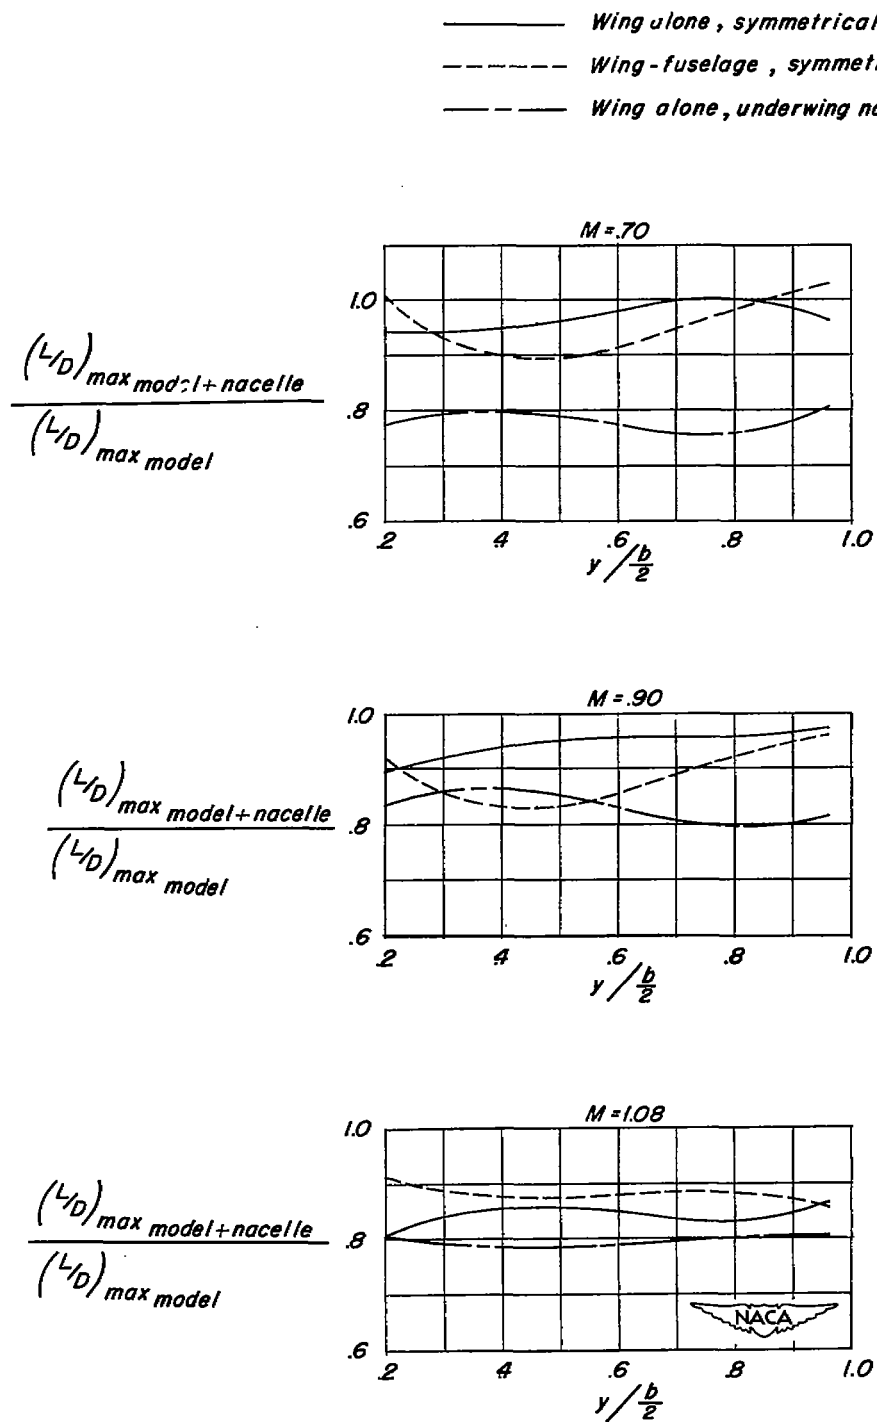 Wing alone, symmetrical
Wing-fuselage, symmet
Wing alone, underwing na
M = .70
1.0
.8
.6
(L/D)max model+nacelle
(L/D)max model
.2 .4 .6 .8 1.0
y/b/2
M = .90
1.0
.8
.6
(L/D)max model+nacelle
(L/D)max model
.2 .4 .6 .8 1.0
y/b/2
M = 1.08
1.0
.8
.6
(L/D)max model+nacelle
(L/D)max model
NACA
.2 .4 .6 .8 1.0
y/b/2